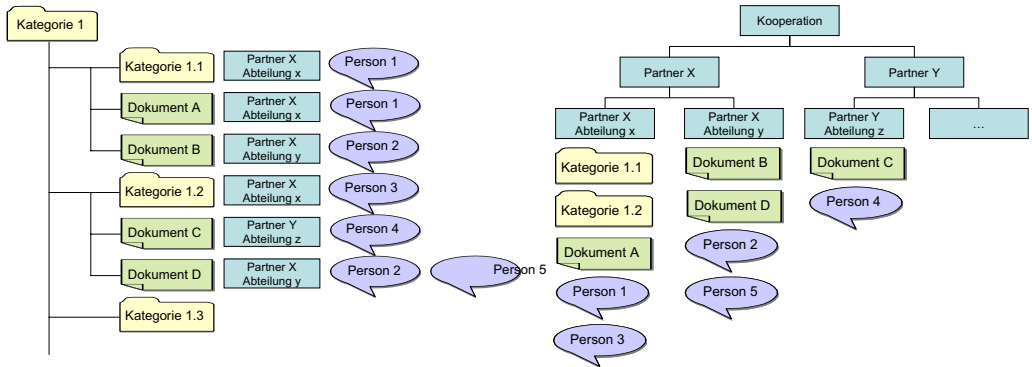 Kategorie 1
Kategorie 1.1
Partner X
Abteilung x
Person 1
Dokument A
Partner X
Abteilung x
Person 1
Dokument B
Partner X
Abteilung y
Person 2
Kategorie 1.2
Partner X
Abteilung x
Person 3
Dokument C
Partner Y
Abteilung z
Person 4
Dokument D
Partner X
Abteilung y
Person 2
Person 5
Kategorie 1.3
Kooperation
Partner X
Partner Y
Partner X
Abteilung x
Partner X
Abteilung y
Partner Y
Abteilung z
...
Kategorie 1.1
Kategorie 1.2
Dokument A
Person 1
Person 3
Dokument B
Dokument D
Person 2
Person 5
Dokument C
Person 4